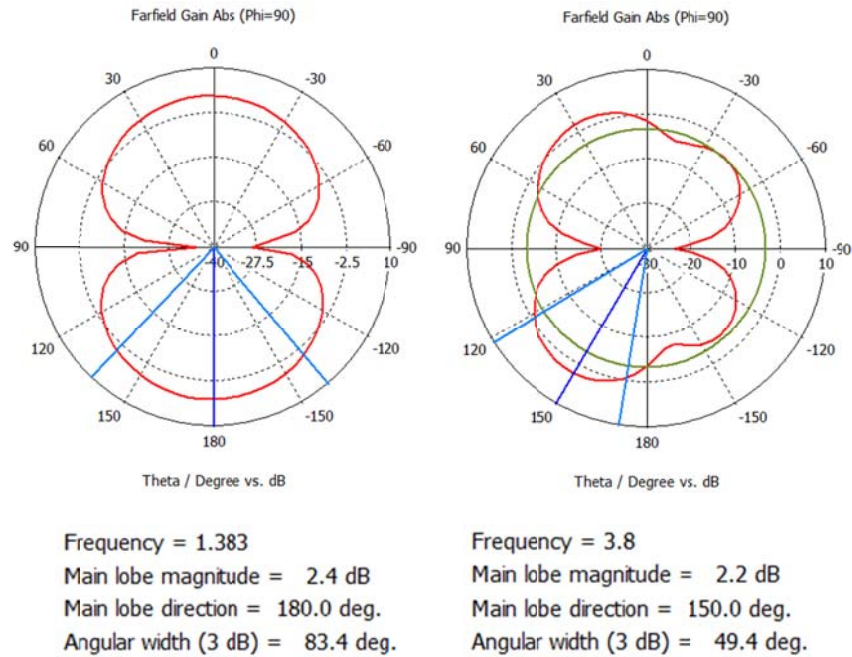 Farfield Gain Abs (Phi=90)
0
30
-30
60
-60
90
-90
-40
-27.5
-15
-2.5
10
120
-120
150
-150
180
Theta / Degree vs. dB
Frequency = 1.383
Main lobe magnitude = 2.4 dB
Main lobe direction = 180.0 deg.
Angular width (3 dB) = 83.4 deg.
Farfield Gain Abs (Phi=90)
0
30
-30
60
-60
90
-90
-30
-20
-10
0
10
120
-120
150
-150
180
Theta / Degree vs. dB
Frequency = 3.8
Main lobe magnitude = 2.2 dB
Main lobe direction = 150.0 deg.
Angular width (3 dB) = 49.4 deg.